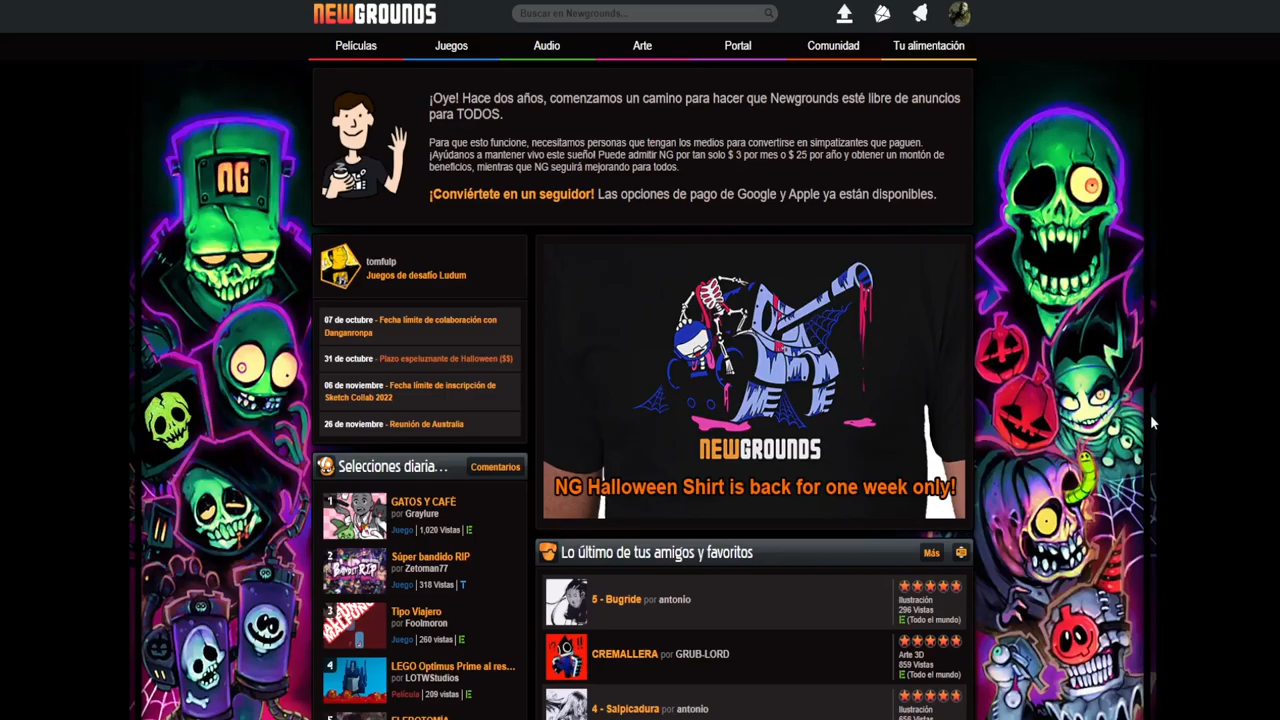 NEWGROUNDS
Buscar en Newgrounds...
Películas
Juegos
Audio
Arte
Portal
Comunidad
Tu alimentación
¡Oye! Hace dos años, comenzamos un camino para hacer que Newgrounds esté libre de anuncios
para TODOS.
Para que esto funcione, necesitamos personas que tengan los medios para convertirse en simpatizantes que paguen.
¡Ayúdanos a mantener vivo este sueño! Puede admitir NG por tan solo $ 3 por mes o $ 25 por año y obtener un montón de
beneficios, mientras que NG seguirá mejorando para todos.
¡Conviértete en un seguidor! Las opciones de pago de Google y Apple ya están disponibles.
NG
tomfulp
Juegos de desafío Ludum
07 de octubre - Fecha límite de colaboración con
Danganronpa
31 de octubre - Plazo espeluznante de Halloween ($$)
06 de noviembre - Fecha límite de inscripción de
Sketch Collab 2022
26 de noviembre - Reunión de Australia
NEWGROUNDS
NG Halloween Shirt is back for one week only!
Selecciones diaria...
Comentarios
1
GATOS Y CAFÉ
por Graylure
Juego | 1,020 Vistas | E
2
Súper bandido RIP
por Zetoman77
Juego | 318 Vistas | T
3
Tipo Viajero
por Foolmoron
Juego | 260 vistas | E
4
LEGO Optimus Prime al res...
por LOTWStudios
Película | 209 vistas | E
Lo último de tus amigos y favoritos
Más
5 - Bugride por antonio
Ilustración
296 Vistas
E (Todo el mundo)
CREMALLERA por GRUB-LORD
Arte 3D
859 Vistas
E (Todo el mundo)
4 - Salpicadura por antonio
Ilustración